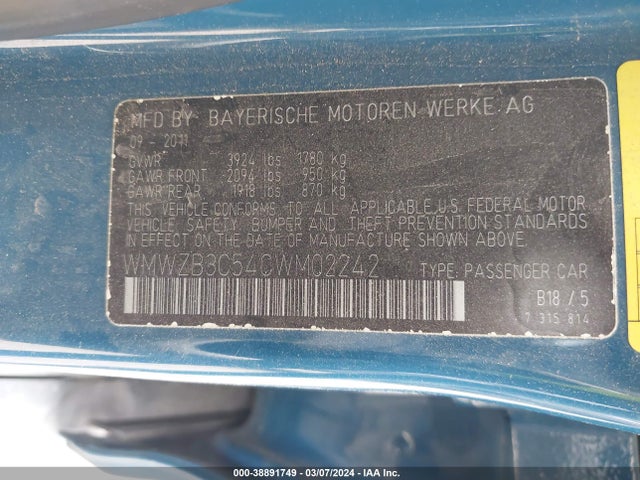 MFD BY: BAYERISCHE MOTOREN WERKE AG
09 - 2011
GVWR 3924 lbs 1780 kg
GAWR FRONT 2094 lbs 950 kg
GAWR REAR 1918 lbs 870 kg
THIS VEHICLE CONFORMS TO ALL APPLICABLE U.S. FEDERAL MOTOR
VEHICLE SAFETY, BUMPER AND THEFT PREVENTION STANDARDS
IN EFFECT ON THE DATE OF MANUFACTURE SHOWN ABOVE.
WMWZB3C54CWM02242 TYPE: PASSENGER CAR
B18 / 5
7 315 814
000-38891749 - 03/07/2024 - IAA Inc.